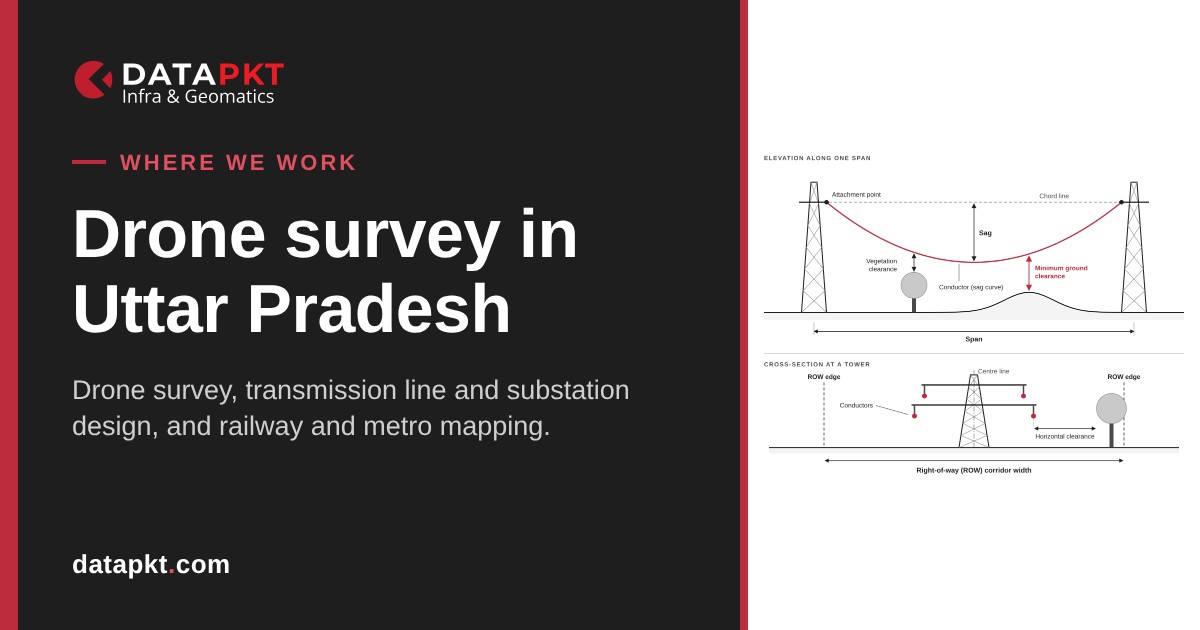 DATAPKT
Infra & Geomatics
WHERE WE WORK
Drone survey in
Uttar Pradesh
Drone survey, transmission line and substation
design, and railway and metro mapping.
datapkt.com
ELEVATION ALONG ONE SPAN
Attachment point
Chord line
Sag
Vegetation
clearance
Minimum ground
clearance
Conductor (sag curve)
Span
CROSS-SECTION AT A TOWER
Centre line
ROW edge
ROW edge
Conductors
Horizontal clearance
Right-of-way (ROW) corridor width